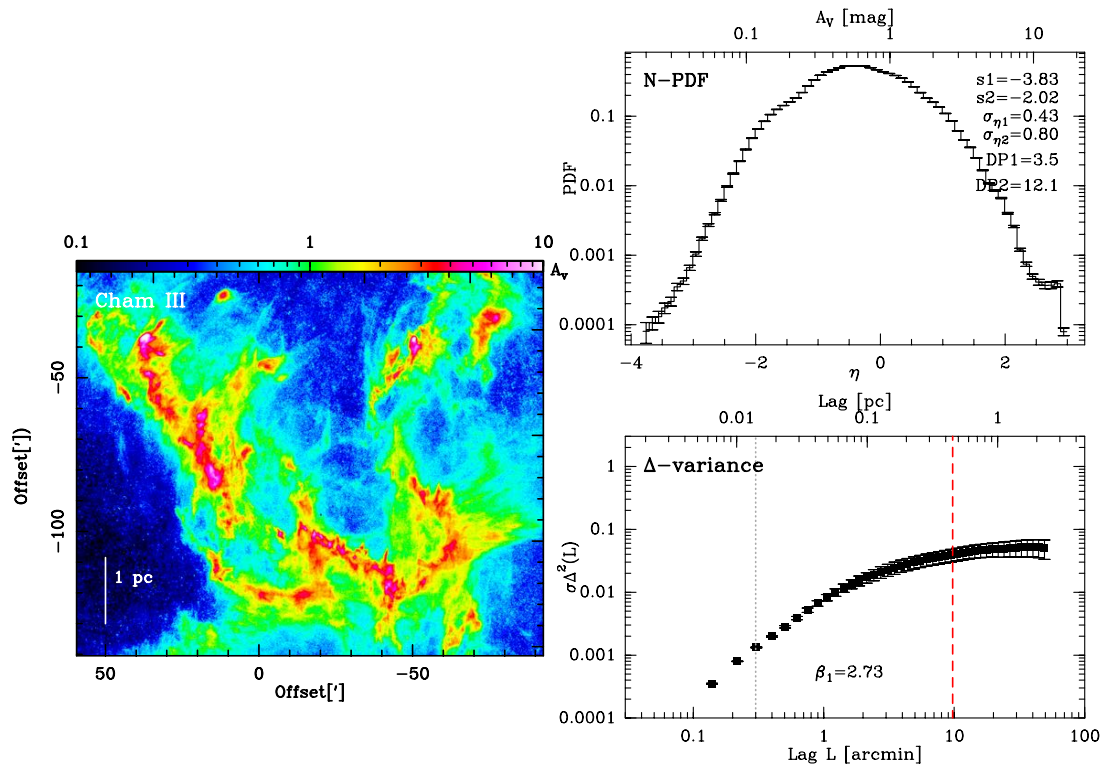 A_V [mag]
0.1 1 10
N-PDF
s1=-3.83
s2=-2.02
σ_η1=0.43
σ_η2=0.80
DP1=3.5
DP2=12.1
PDF
0.1
0.01
0.001
0.0001
-4 -2 0 2
η
0.1 1 10
A_V
Cham III
1 pc
Offset[']
-50
-100
50 0 -50
Offset[']
Lag [pc]
0.01 0.1 1
Δ-variance
σΔ²(L)
1
0.1
0.01
0.001
0.0001
β₁=2.73
0.1 1 10 100
Lag L [arcmin]